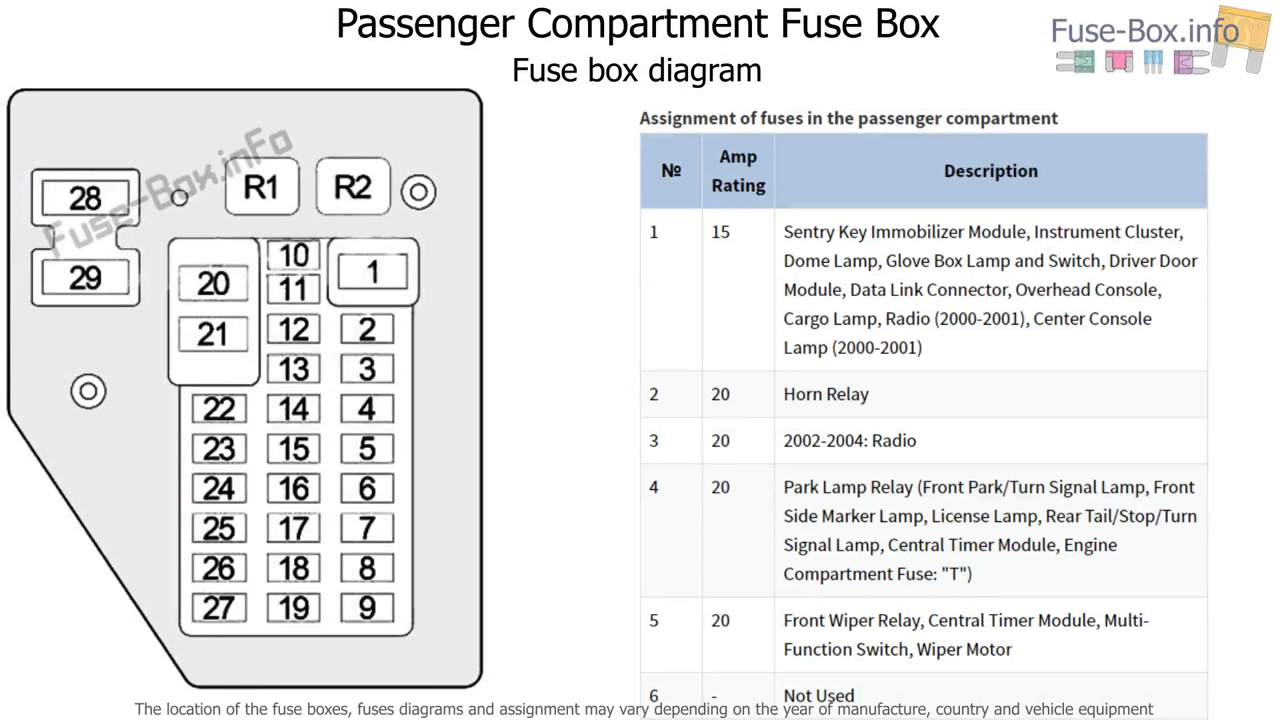 Passenger Compartment Fuse Box
Fuse box diagram
Fuse-Box.info
Fuse-Box.info
28
29
R1
R2
20
21
10
11
1
12
2
13
3
22
14
4
23
15
5
24
16
6
25
17
7
26
18
8
27
19
9
Assignment of fuses in the passenger compartment
№ Amp Rating Description
1 15 Sentry Key Immobilizer Module, Instrument Cluster,
Dome Lamp, Glove Box Lamp and Switch, Driver Door
Module, Data Link Connector, Overhead Console,
Cargo Lamp, Radio (2000-2001), Center Console
Lamp (2000-2001)
2 20 Horn Relay
3 20 2002-2004: Radio
4 20 Park Lamp Relay (Front Park/Turn Signal Lamp, Front
Side Marker Lamp, License Lamp, Rear Tail/Stop/Turn
Signal Lamp, Central Timer Module, Engine
Compartment Fuse: "T")
5 20 Front Wiper Relay, Central Timer Module, Multi-
Function Switch, Wiper Motor
6 - Not Used
The location of the fuse boxes, fuses diagrams and assignment may vary depending on the year of manufacture, country and vehicle equipment